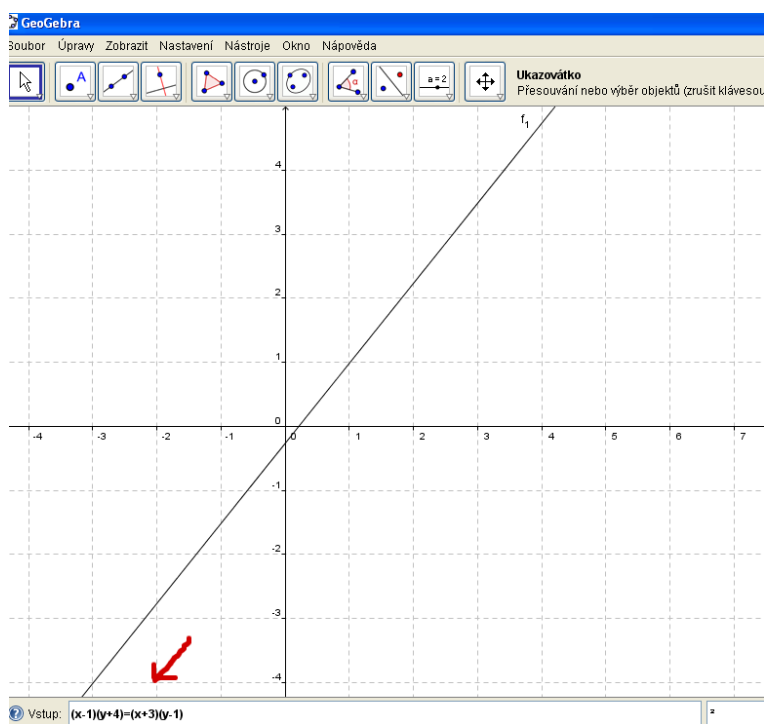 GeoGebra
Soubor Úpravy Zobrazit Nastavení Nástroje Okno Nápověda
A
α
a=2
Ukazovátko
Přesouvání nebo výběr objektů (zrušit klávesou
f₁
4
3
2
1
0
-1
-2
-3
-4
-4 -3 -2 -1 0 1 2 3 4 5 6 7
Vstup: (x-1)(y+4)=(x+3)(y-1)
²